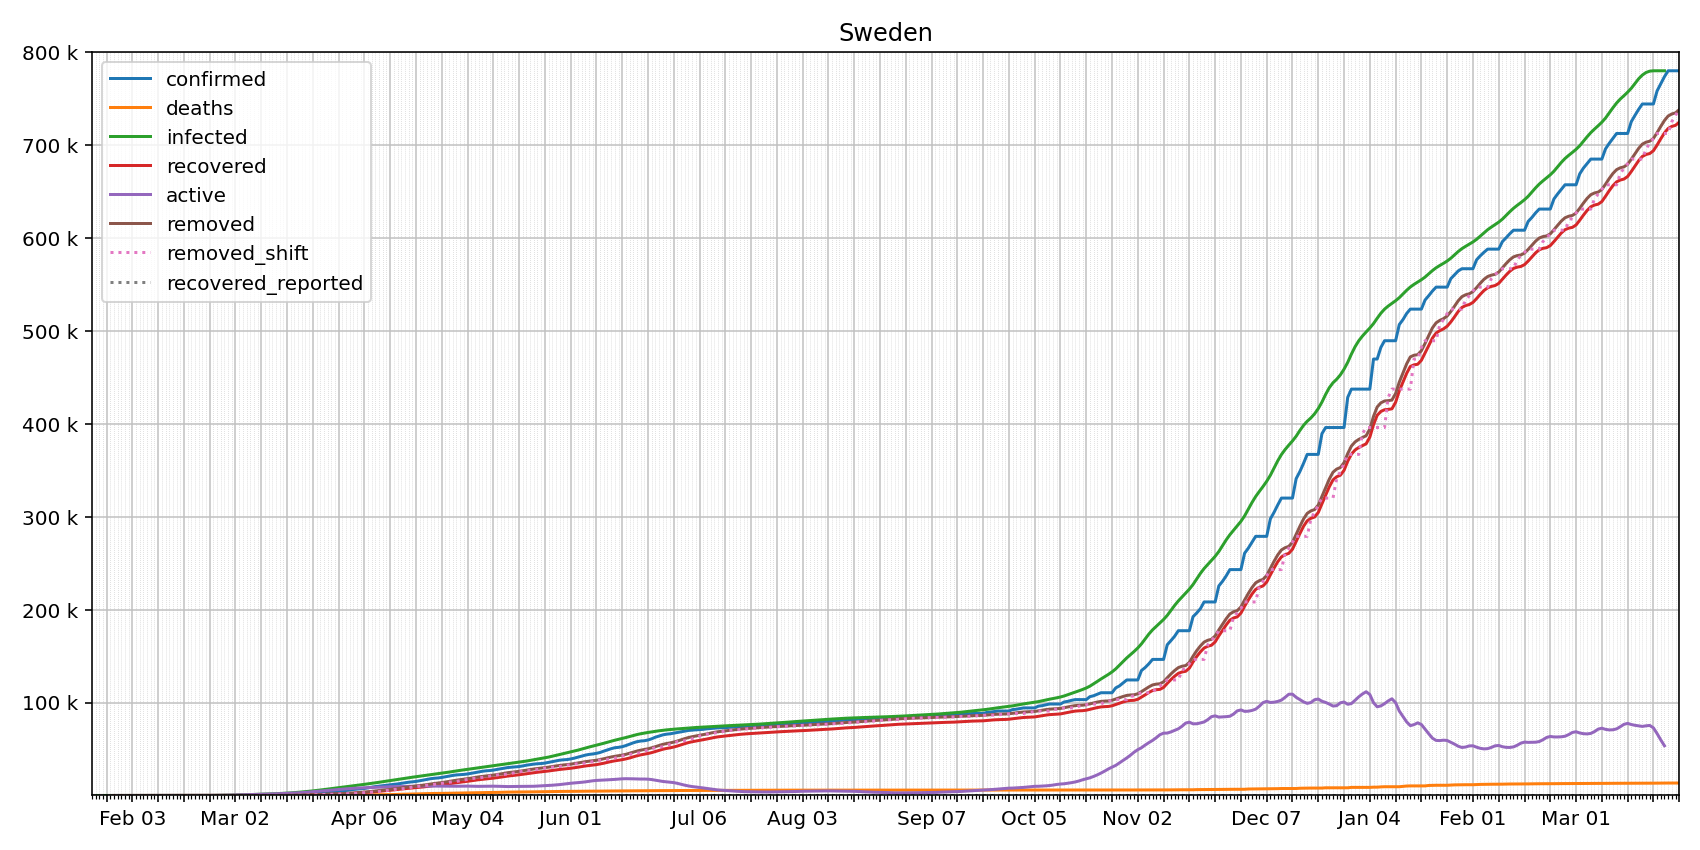 Sweden
800 k
700 k
600 k
500 k
400 k
300 k
200 k
100 k
confirmed
deaths
infected
recovered
active
removed
removed_shift
recovered_reported
Feb 03 Mar 02 Apr 06 May 04 Jun 01 Jul 06 Aug 03 Sep 07 Oct 05 Nov 02 Dec 07 Jan 04 Feb 01 Mar 01